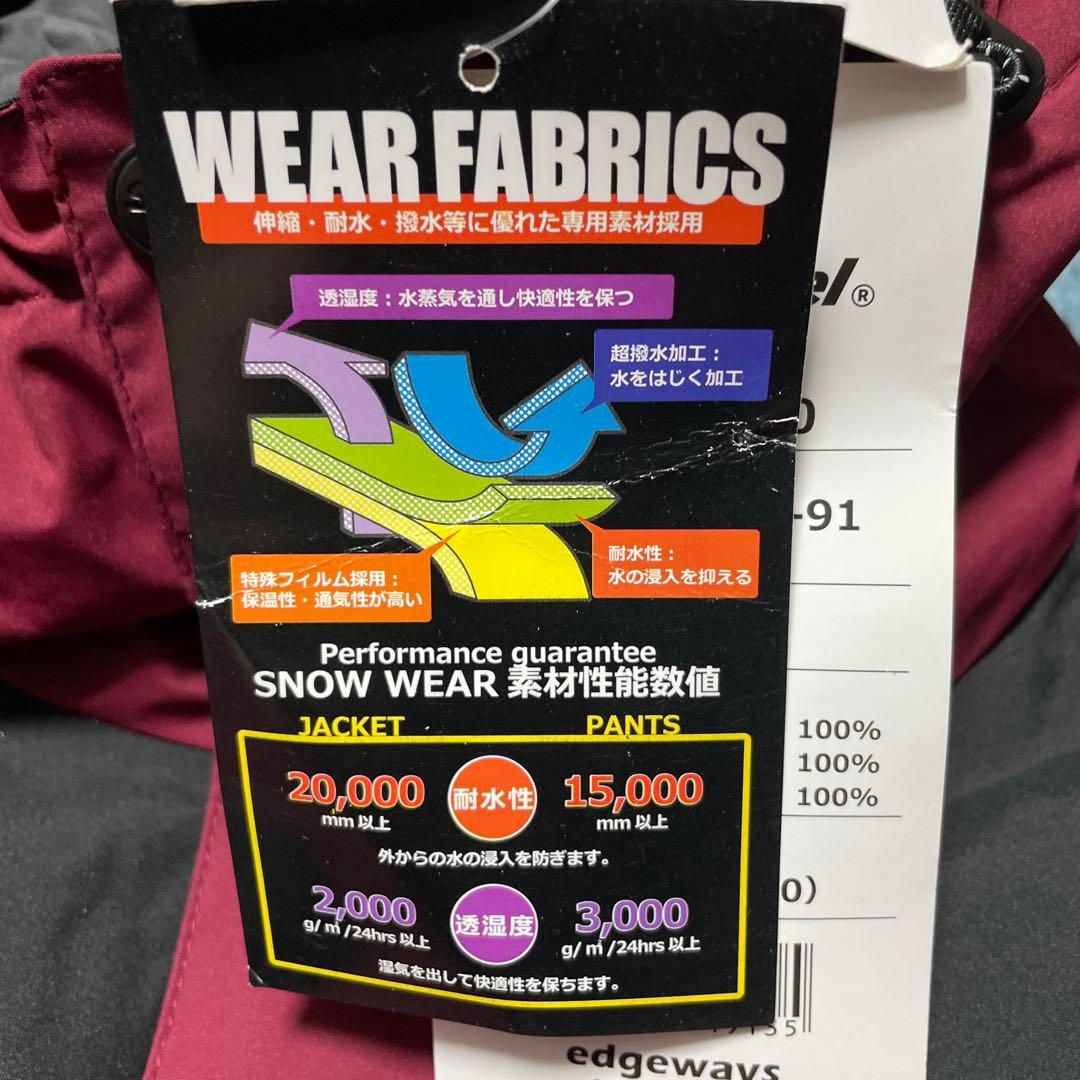 WEAR FABRICS
伸縮・耐水・撥水等に優れた専用素材採用
透湿度：水蒸気を通し快適性を保つ
超撥水加工：
水をはじく加工
耐水性：
水の浸入を抑える
特殊フィルム採用：
保温性・通気性が高い
Performance guarantee
SNOW WEAR 素材性能数値
JACKET PANTS
20,000 耐水性 15,000
mm 以上 mm 以上
外からの水の浸入を防ぎます。
2,000 透湿度 3,000
g/㎡/24hrs 以上 g/㎡/24hrs 以上
湿気を出して快適性を保ちます。
el®
0
-91
100%
100%
100%
0）
edgeways